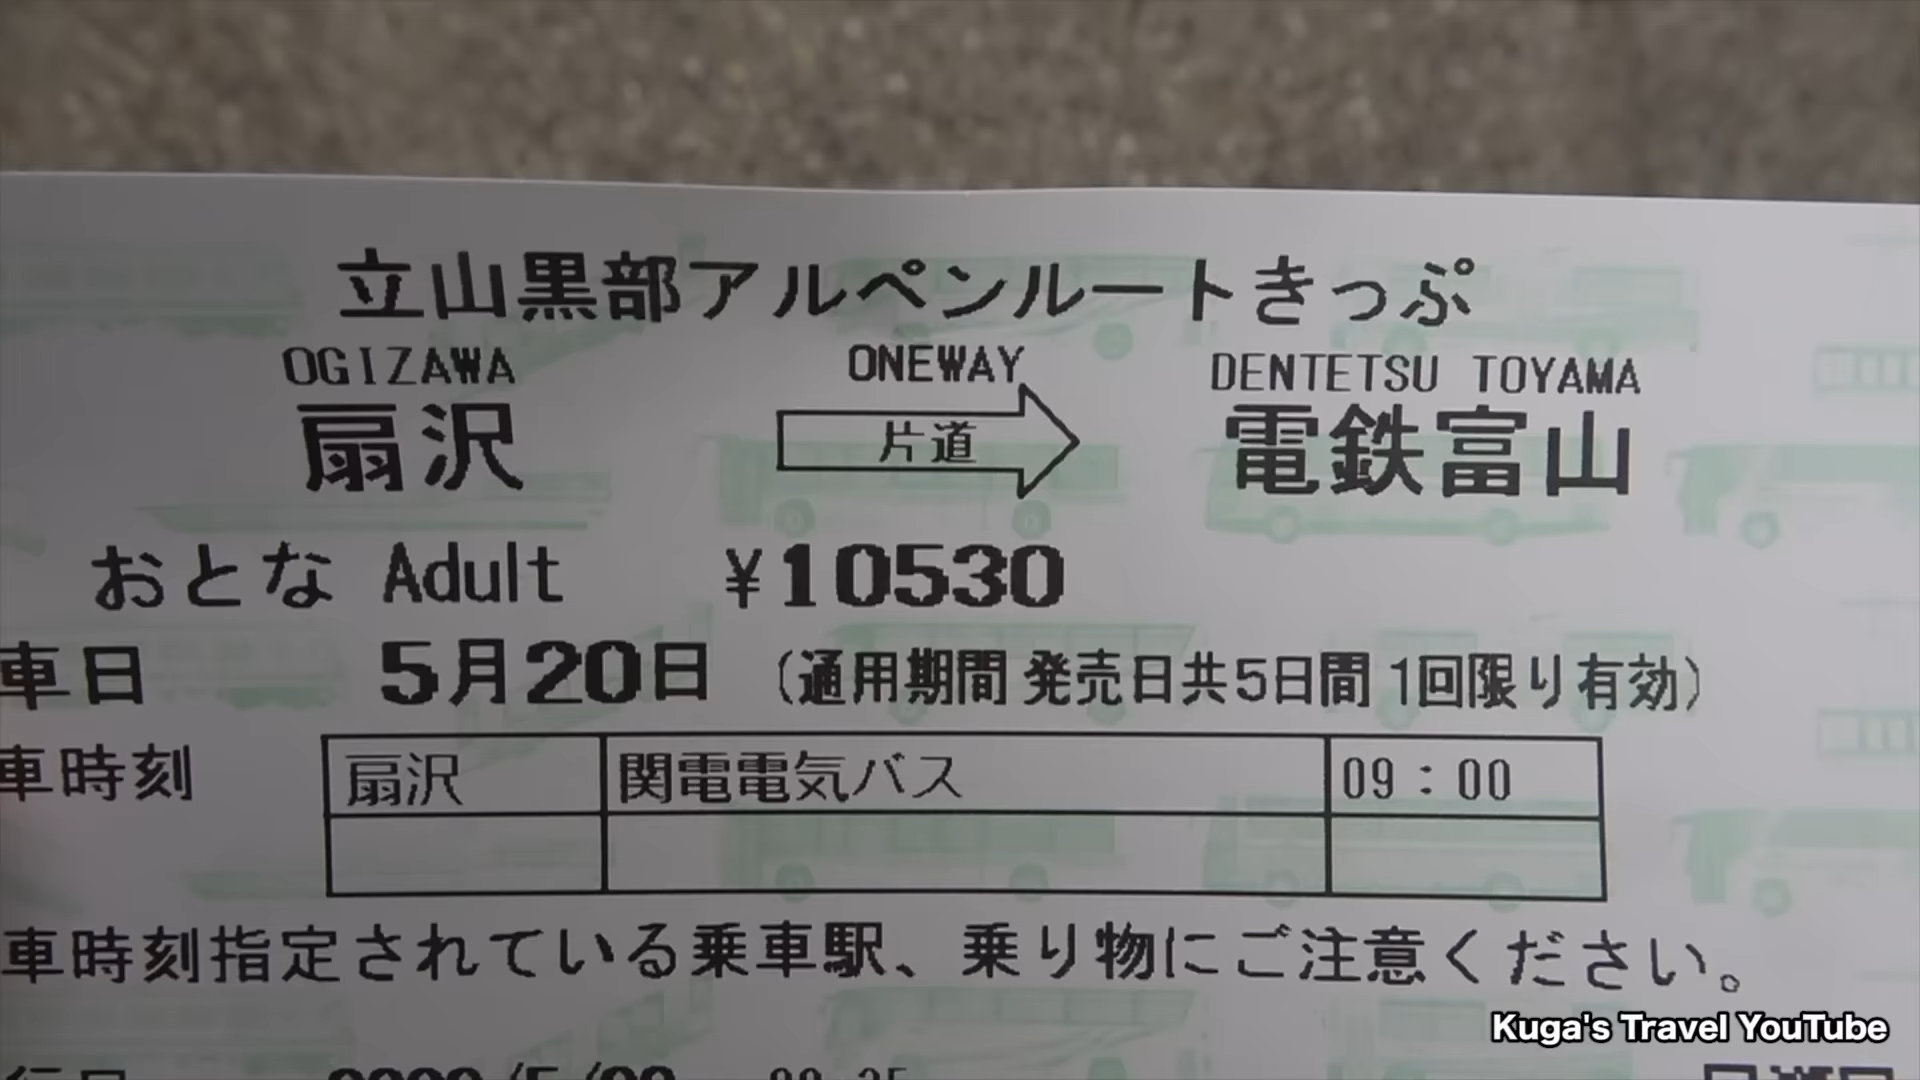 立山黒部アルペンルートきっぷ
OGIZAWA ONEWAY DENTETSU TOYAMA
扇沢 片道 電鉄富山
おとな Adult ¥10530
車日 5月20日 (通用期間 発売日共5日間 1回限り有効)
車時刻 扇沢 関電電気バス 09:00
車時刻指定されている乗車駅、乗り物にご注意ください。
Kuga's Travel YouTube